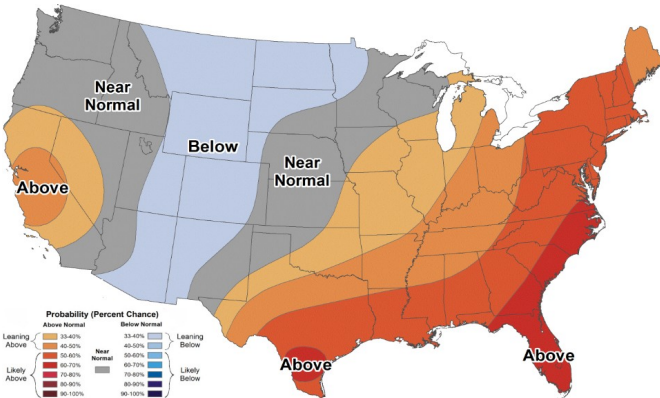 Near
Normal
Below
Near
Normal
Above
Above
Above
Probability (Percent Chance)
Above Normal
Below Normal
Leaning
Above
33-40%
40-50%
Likely
Above
50-60%
60-70%
70-80%
80-90%
90-100%
Near
Normal
33-40%
40-50%
Leaning
Below
50-60%
60-70%
70-80%
80-90%
90-100%
Likely
Below